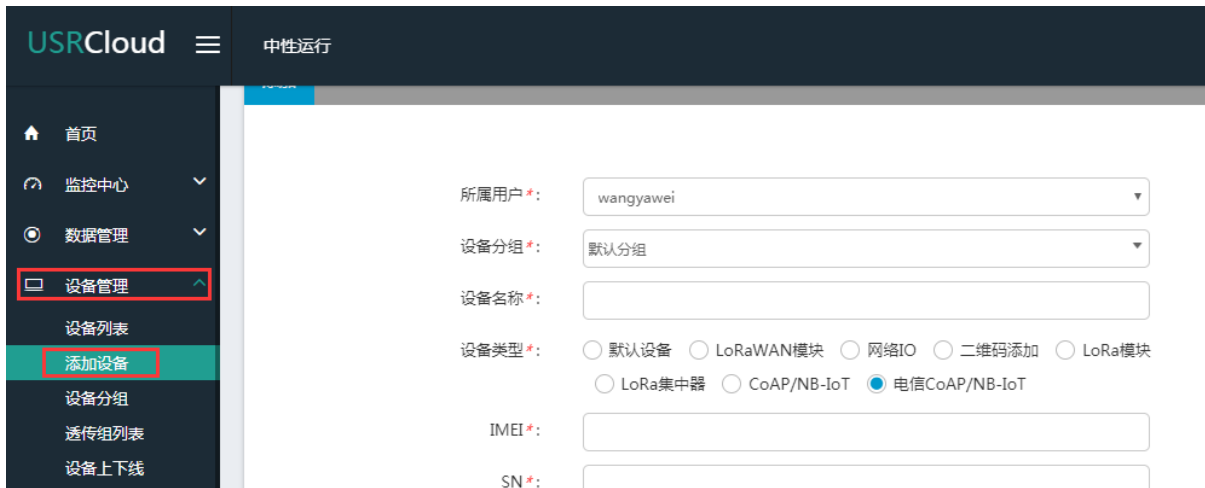 USRCloud
中性运行
首页
监控中心
数据管理
设备管理
设备列表
添加设备
设备分组
透传组列表
设备上下线
所属用户*:
wangyawei
设备分组*:
默认分组
设备名称*:
设备类型*:
默认设备 LoRaWAN模块 网络IO 二维码添加 LoRa模块
LoRa集中器 CoAP/NB-IoT 电信CoAP/NB-IoT
IMEI*:
SN*: